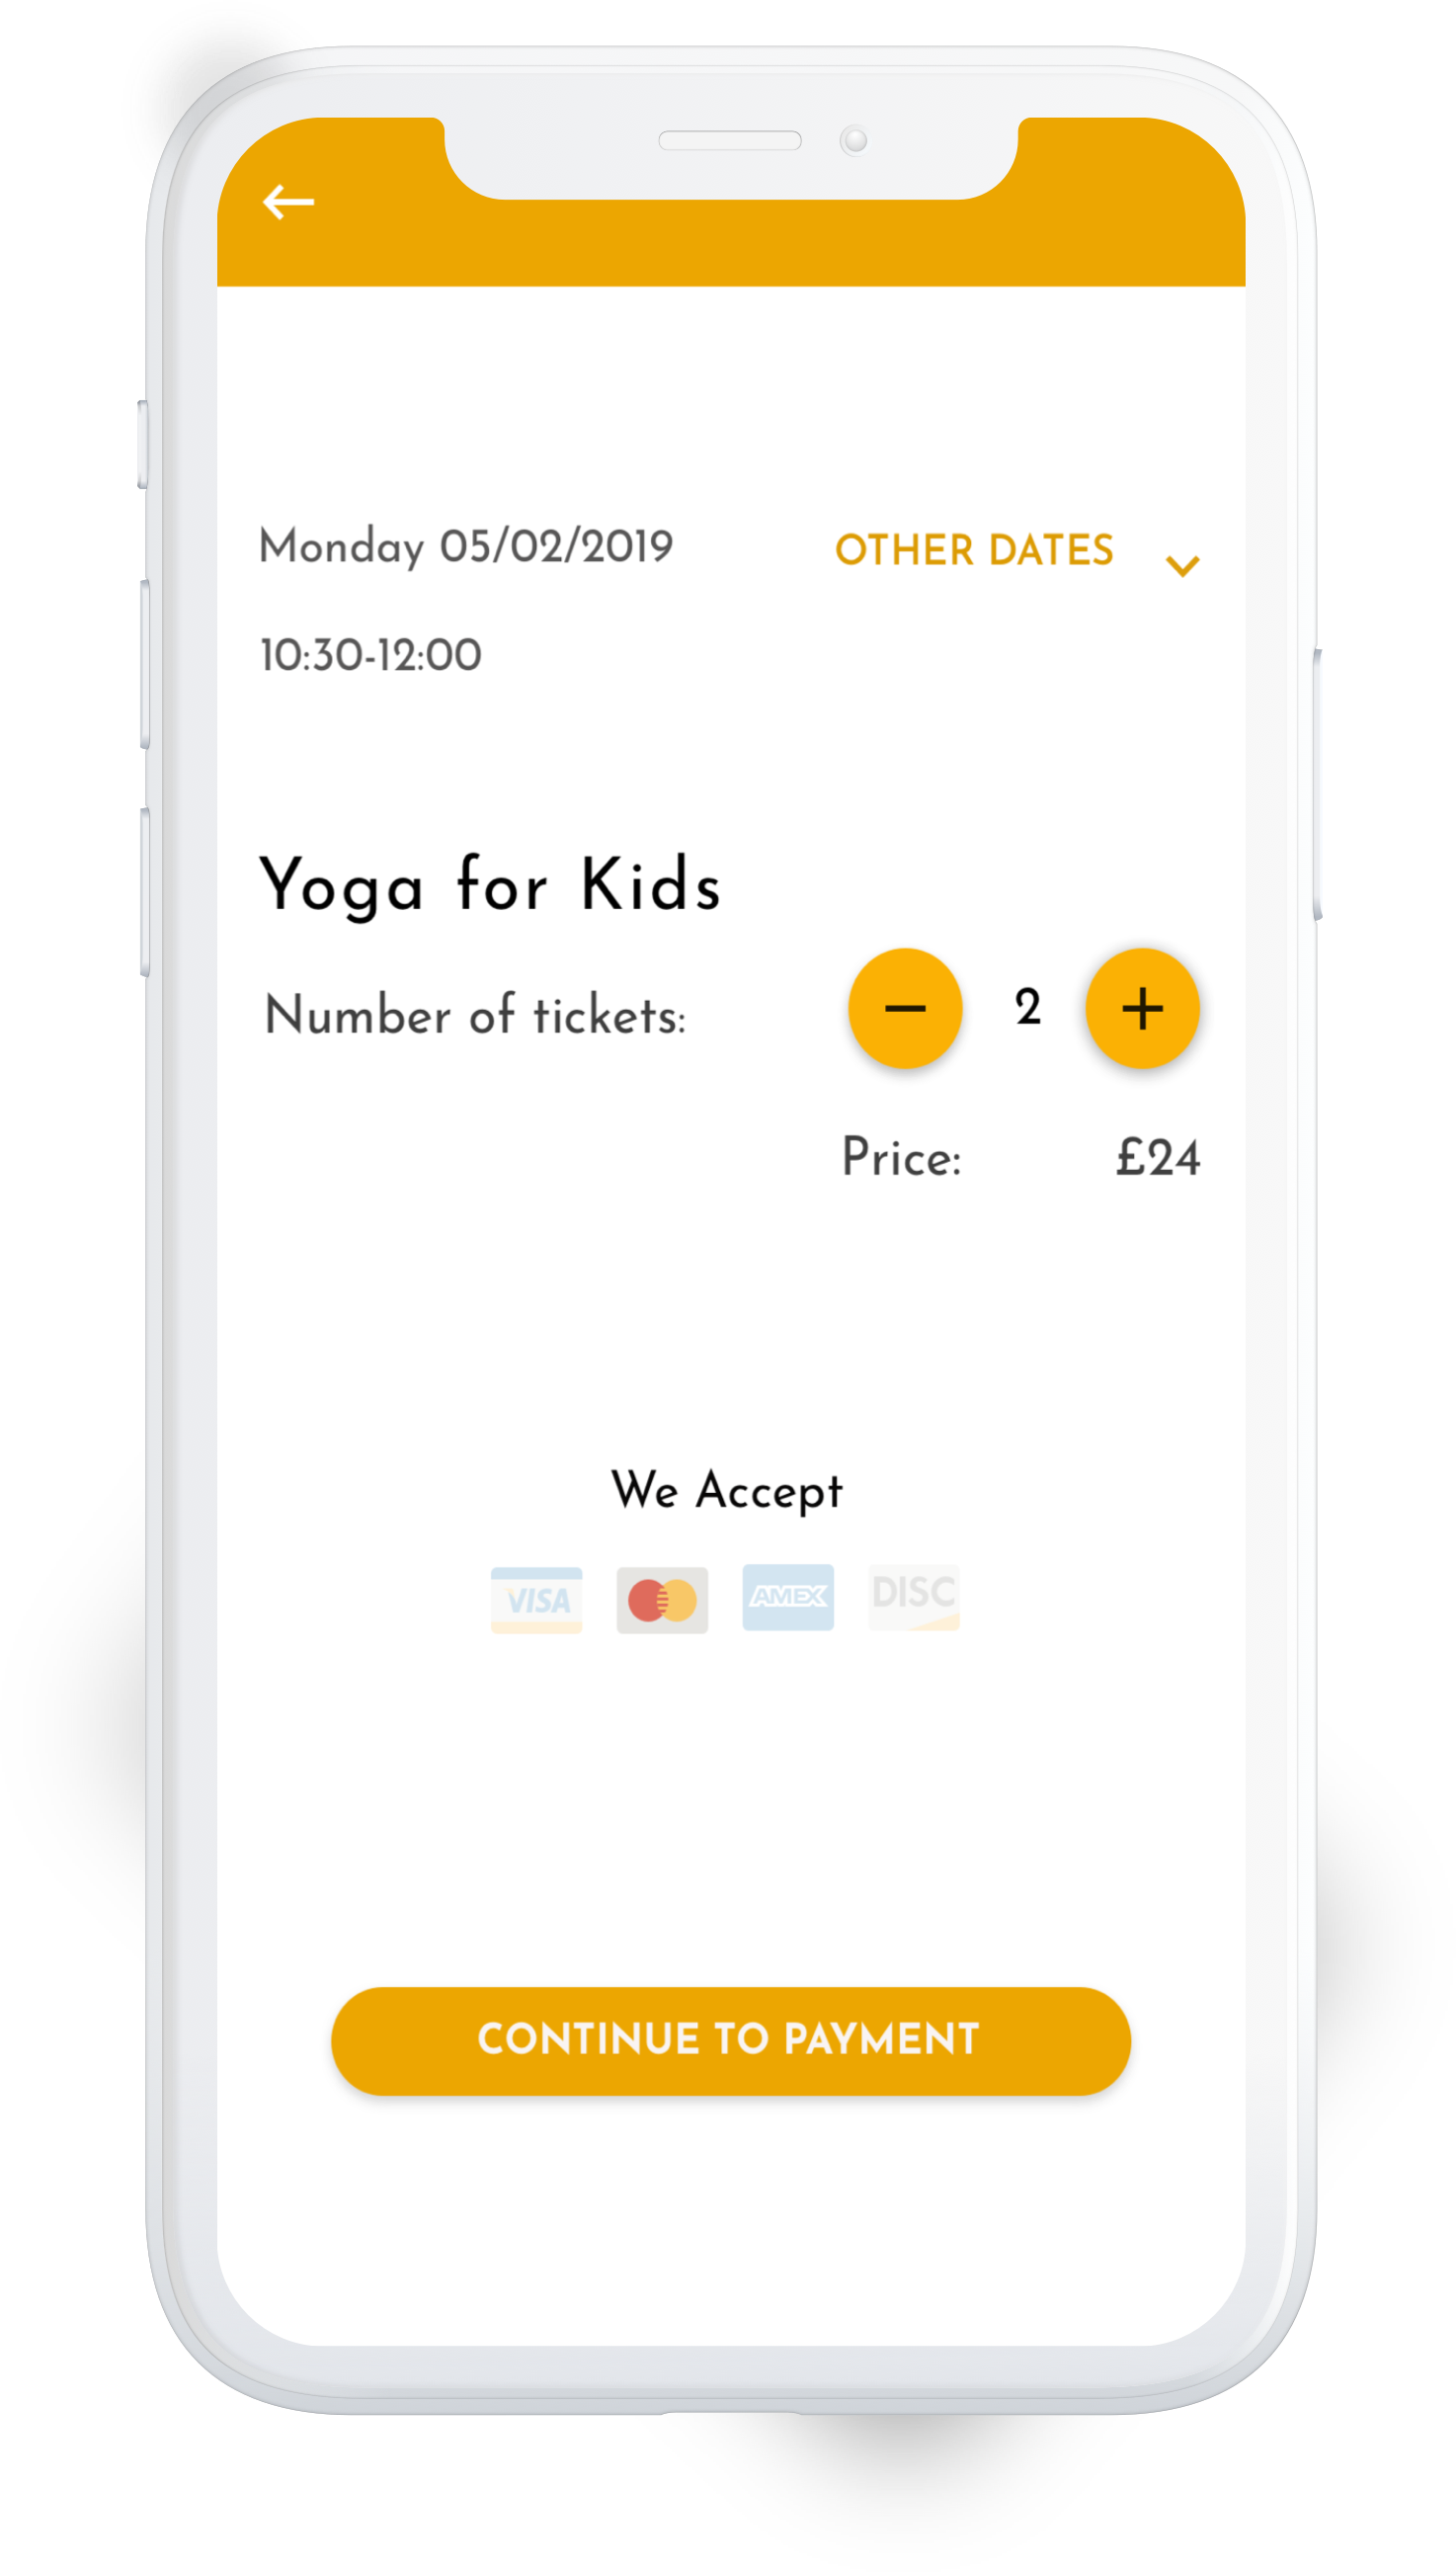 Monday 05/02/2019 OTHER DATES
10:30-12:00
Yoga for Kids
Number of tickets: − 2 +
Price: £24
We Accept
VISA AMEX DISC
CONTINUE TO PAYMENT